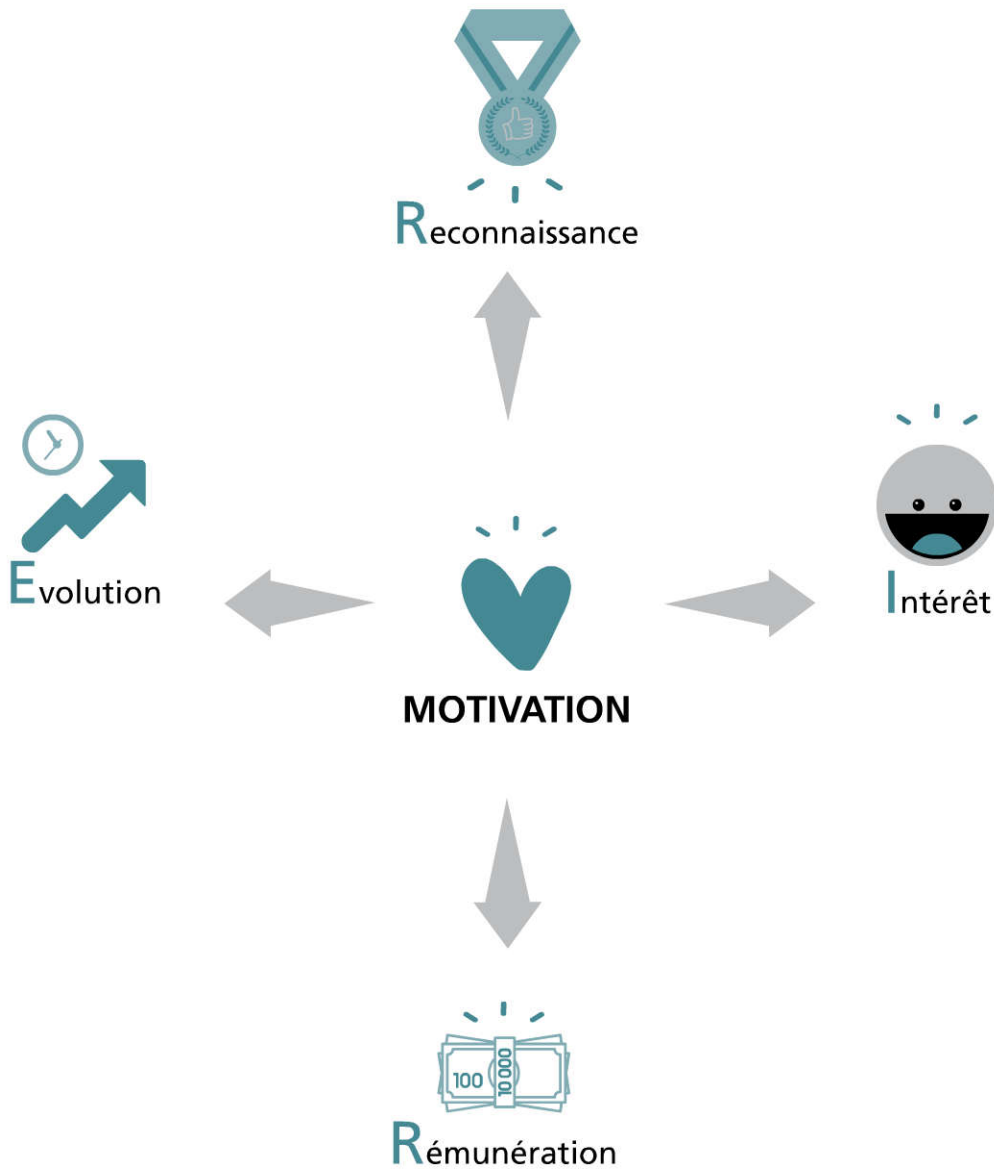 Reconnaissance
Evolution
Intérêt
MOTIVATION
100
10 000
Rémunération